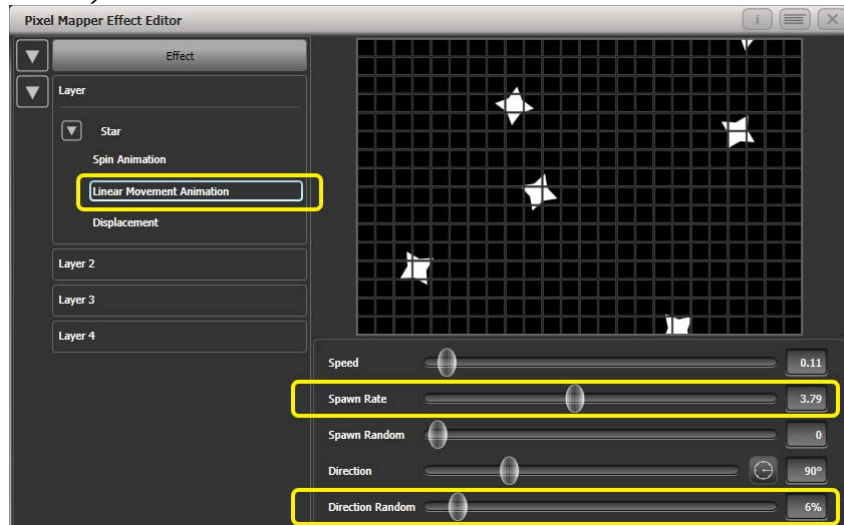 Pixel Mapper Effect Editor
Effect
Layer
Star
Spin Animation
Linear Movement Animation
Displacement
Layer 2
Layer 3
Layer 4
Speed 0.11
Spawn Rate 3.79
Spawn Random 0
Direction 90°
Direction Random 6%